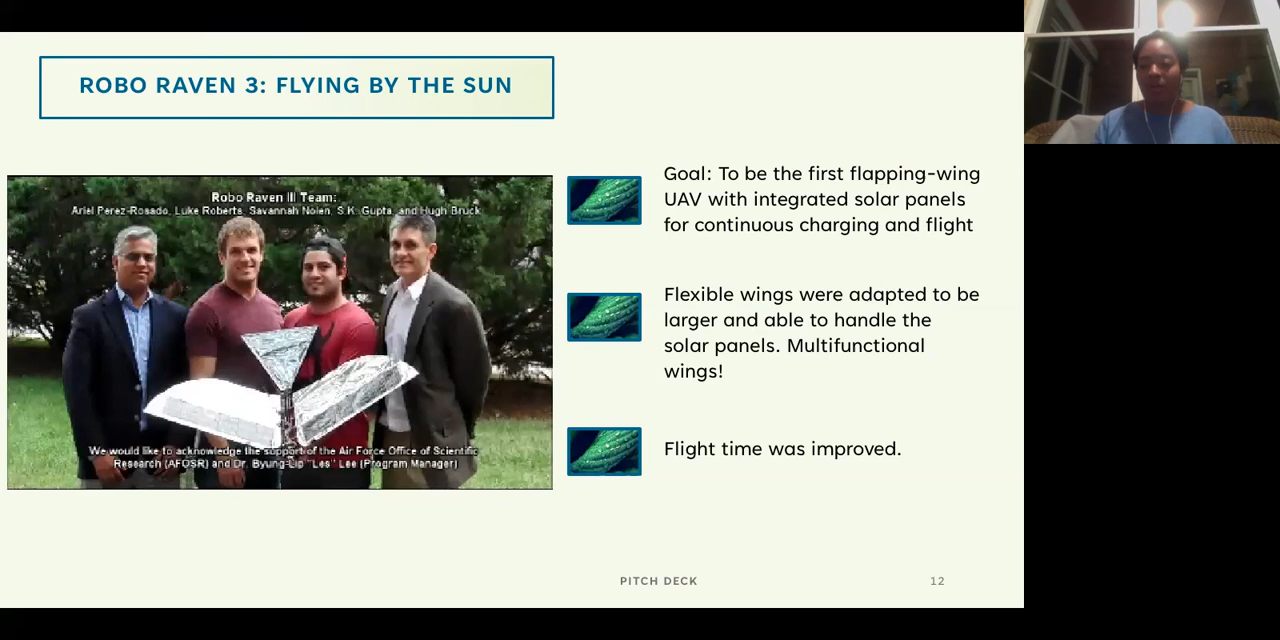 ROBO RAVEN 3: FLYING BY THE SUN
Robo Raven III Team:
Ariel Perez-Rosado, Luke Roberts, Savannah Nolen, S.K. Gupta, and Hugh Bruck
We would like to acknowledge the support of the Air Force Office of Scientific
Research (AFOSR) and Dr. Byung-Lip "Les" Lee (Program Manager)
Goal: To be the first flapping-wing
UAV with integrated solar panels
for continuous charging and flight
Flexible wings were adapted to be
larger and able to handle the
solar panels. Multifunctional
wings!
Flight time was improved.
PITCH DECK
12